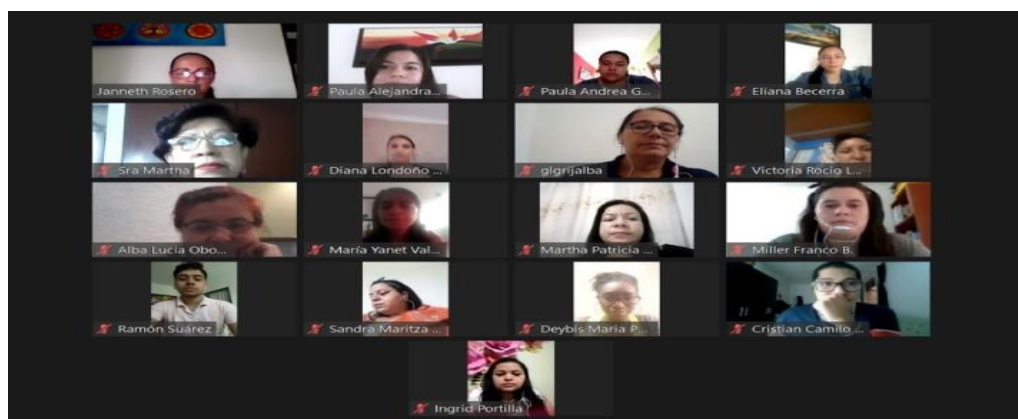 Janneth Rosero
Paula Alejandra...
Paula Andrea G...
Eliana Becerra
Sra Martha
Diana Londoño ...
glgrijalba
Victoria Rocío L...
Alba Lucía Obo...
María Yanet Val...
Martha Patricia ...
Miller Franco B.
Ramón Suárez
Sandra Maritza ...
Deybis Maria P...
Cristian Camilo ...
Ingrid Portilla